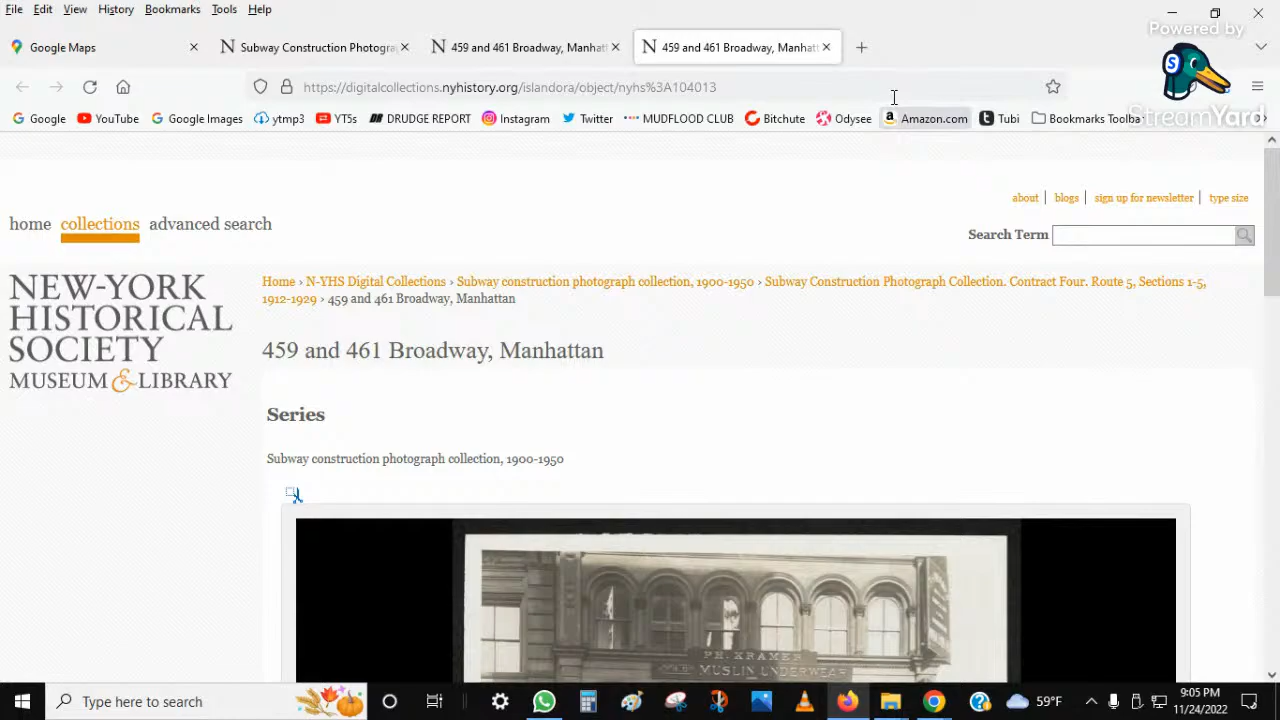 File Edit View History Bookmarks Tools Help
Powered by
Google Maps
Subway Construction Photogra
459 and 461 Broadway, Manhatt
459 and 461 Broadway, Manhatt
https://digitalcollections.nyhistory.org/islandora/object/nyhs%3A104013
StreamYard
Google YouTube Google Images ytmp3 YT5s DRUDGE REPORT Instagram Twitter MUDFLOOD CLUB Bitchute Odysee Amazon.com Tubi Bookmarks Toolba
about blogs sign up for newsletter type size
home collections advanced search
Search Term
NEW-YORK
HISTORICAL
SOCIETY
MUSEUM & LIBRARY
Home › N-YHS Digital Collections › Subway construction photograph collection, 1900-1950 › Subway Construction Photograph Collection. Contract Four. Route 5, Sections 1-5,
1912-1929 › 459 and 461 Broadway, Manhattan
459 and 461 Broadway, Manhattan
Series
Subway construction photograph collection, 1900-1950
PH. KRAMER
MUSLIN UNDERWEAR
Type here to search
59°F
9:05 PM
11/24/2022